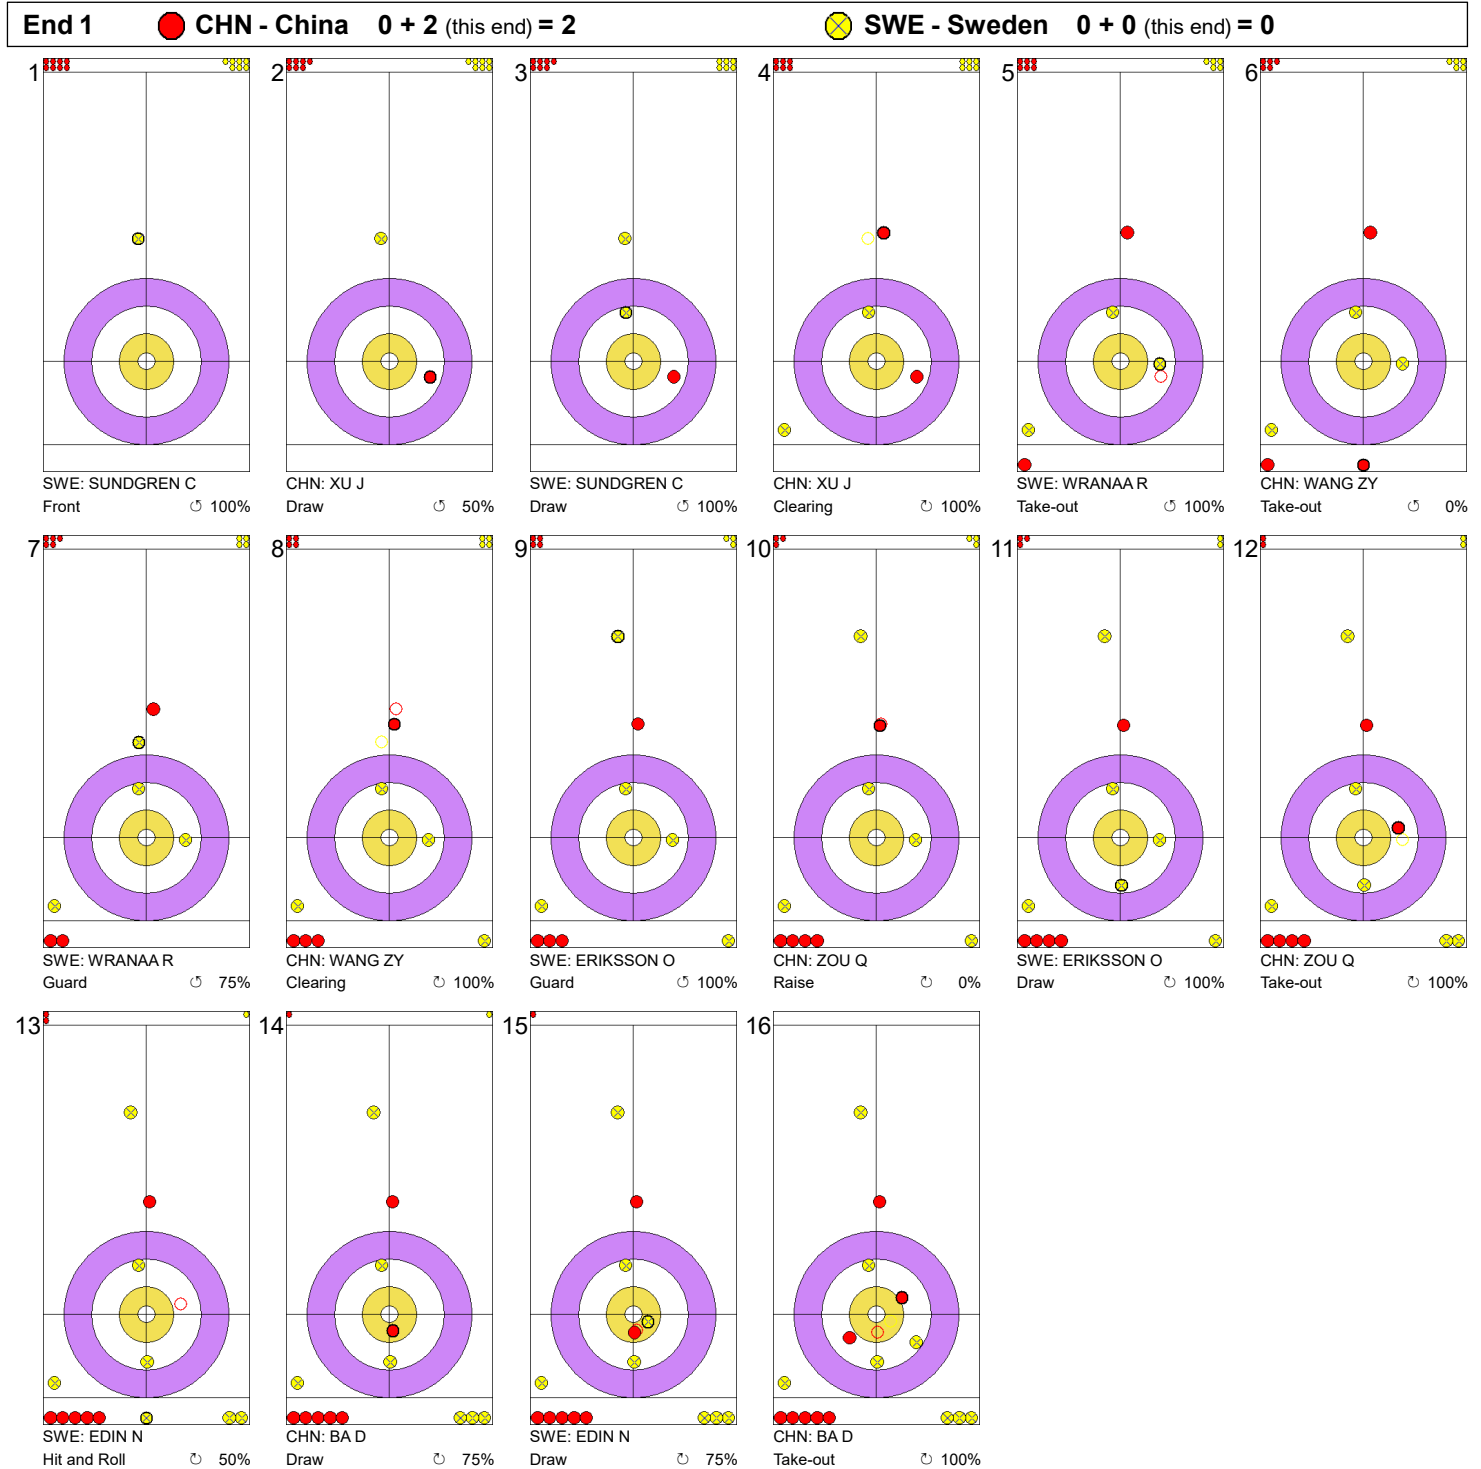 End 1 CHN - China 0 + 2 (this end) = 2 SWE - Sweden 0 + 0 (this end) = 0
1 2 3 4 5 6
SWE: SUNDGREN C CHN: XU J SWE: SUNDGREN C CHN: XU J SWE: WRANAA R CHN: WANG ZY
Front ↺ 100% Draw ↺ 50% Draw ↺ 100% Clearing ↻ 100% Take-out ↺ 100% Take-out ↺ 0%
7 8 9 10 11 12
SWE: WRANAA R CHN: WANG ZY SWE: ERIKSSON O CHN: ZOU Q SWE: ERIKSSON O CHN: ZOU Q
Guard ↺ 75% Clearing ↻ 100% Guard ↺ 100% Raise ↻ 0% Draw ↻ 100% Take-out ↻ 100%
13 14 15 16
SWE: EDIN N CHN: BA D SWE: EDIN N CHN: BA D
Hit and Roll ↻ 50% Draw ↻ 75% Draw ↻ 75% Take-out ↻ 100%